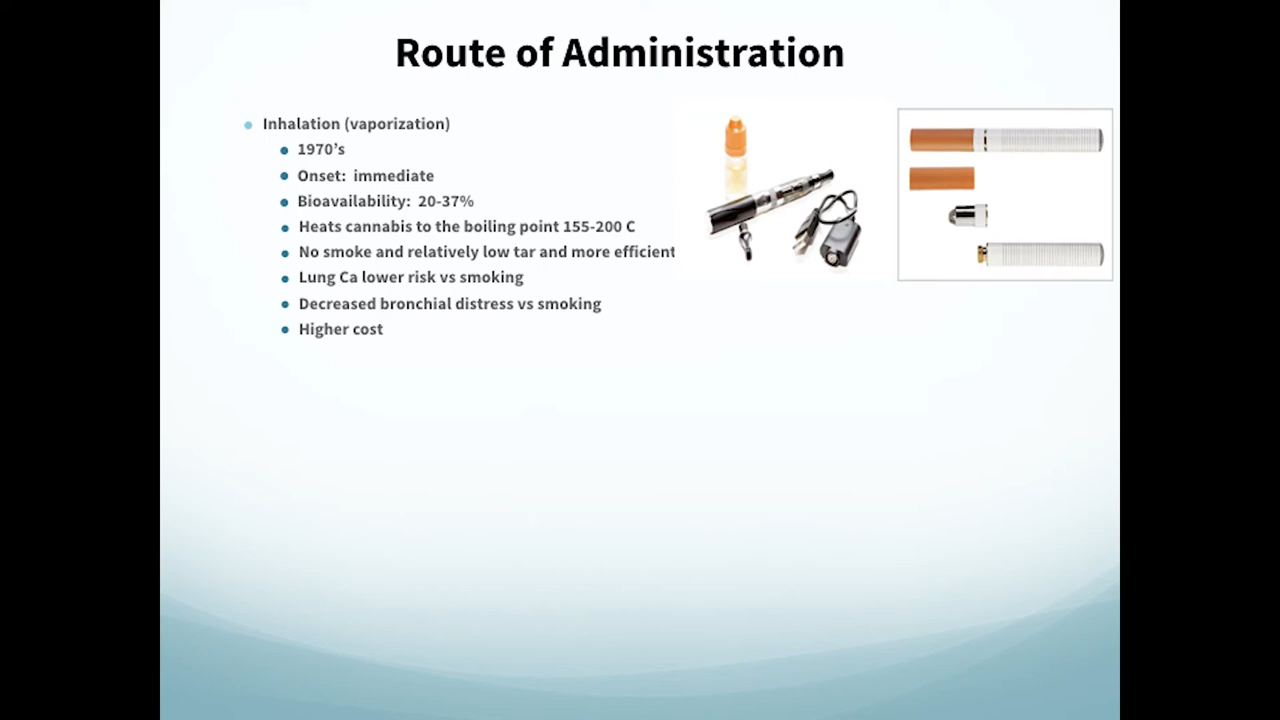 Route of Administration
Inhalation (vaporization)
1970's
Onset: immediate
Bioavailability: 20-37%
Heats cannabis to the boiling point 155-200 C
No smoke and relatively low tar and more efficient
Lung Ca lower risk vs smoking
Decreased bronchial distress vs smoking
Higher cost